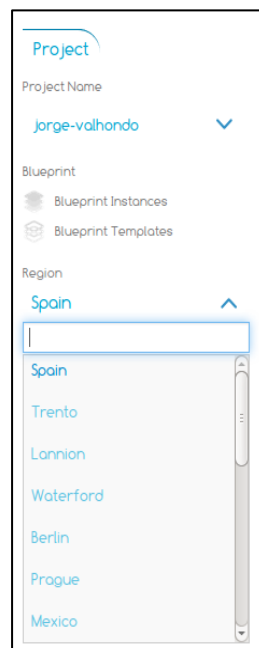 Project
Project Name
jorge-valhondo
Blueprint
Blueprint Instances
Blueprint Templates
Region
Spain
Spain
Trento
Lannion
Waterford
Berlin
Prague
Mexico